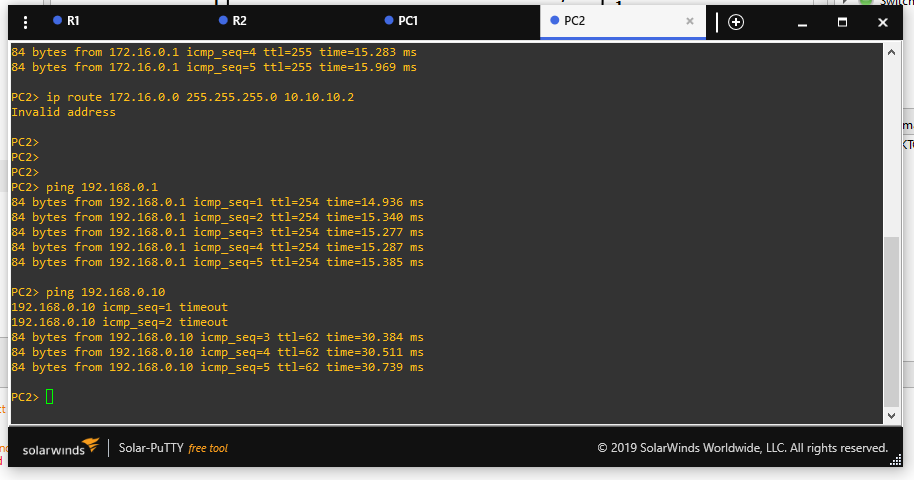 Switch
R1
R2
PC1
PC2
84 bytes from 172.16.0.1 icmp_seq=4 ttl=255 time=15.283 ms
84 bytes from 172.16.0.1 icmp_seq=5 ttl=255 time=15.969 ms
PC2> ip route 172.16.0.0 255.255.255.0 10.10.10.2
Invalid address
PC2>
PC2>
PC2>
PC2> ping 192.168.0.1
84 bytes from 192.168.0.1 icmp_seq=1 ttl=254 time=14.936 ms
84 bytes from 192.168.0.1 icmp_seq=2 ttl=254 time=15.340 ms
84 bytes from 192.168.0.1 icmp_seq=3 ttl=254 time=15.277 ms
84 bytes from 192.168.0.1 icmp_seq=4 ttl=254 time=15.287 ms
84 bytes from 192.168.0.1 icmp_seq=5 ttl=254 time=15.385 ms
PC2> ping 192.168.0.10
192.168.0.10 icmp_seq=1 timeout
192.168.0.10 icmp_seq=2 timeout
84 bytes from 192.168.0.10 icmp_seq=3 ttl=62 time=30.384 ms
84 bytes from 192.168.0.10 icmp_seq=4 ttl=62 time=30.511 ms
84 bytes from 192.168.0.10 icmp_seq=5 ttl=62 time=30.739 ms
PC2>
solarwinds Solar-PuTTY free tool © 2019 SolarWinds Worldwide, LLC. All rights reserved.